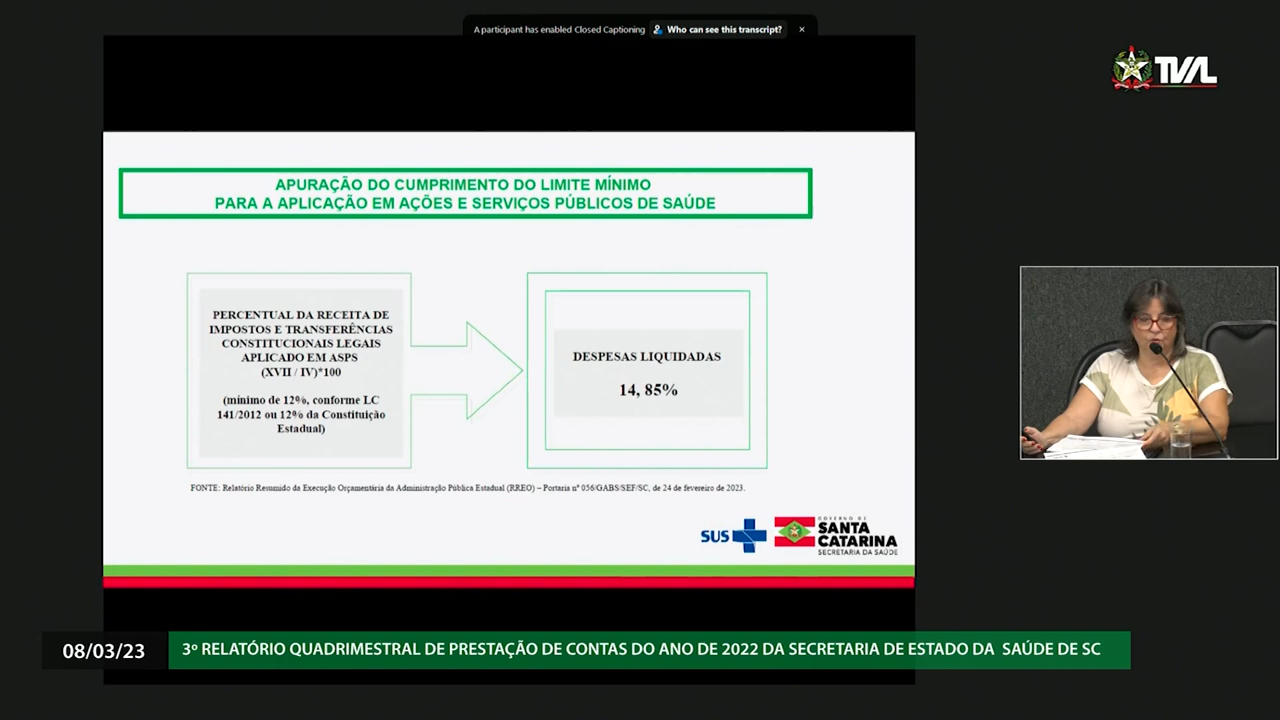 A participant has enabled Closed Captioning Who can see this transcript? ×
TVAL
APURAÇÃO DO CUMPRIMENTO DO LIMITE MÍNIMO
PARA A APLICAÇÃO EM AÇÕES E SERVIÇOS PÚBLICOS DE SAÚDE
PERCENTUAL DA RECEITA DE
IMPOSTOS E TRANSFERÊNCIAS
CONSTITUCIONAIS LEGAIS
APLICADO EM ASPS
(XVII / IV)*100
(mínimo de 12%, conforme LC
141/2012 ou 12% da Constituição
Estadual)
DESPESAS LIQUIDADAS
14, 85%
FONTE: Relatório Resumido da Execução Orçamentária da Administração Pública Estadual (RREO) – Portaria nº 056/GABS/SEF/SC, de 24 de fevereiro de 2023.
SUS
GOVERNO DE
SANTA
CATARINA
SECRETARIA DA SAÚDE
08/03/23
3º RELATÓRIO QUADRIMESTRAL DE PRESTAÇÃO DE CONTAS DO ANO DE 2022 DA SECRETARIA DE ESTADO DA SAÚDE DE SC